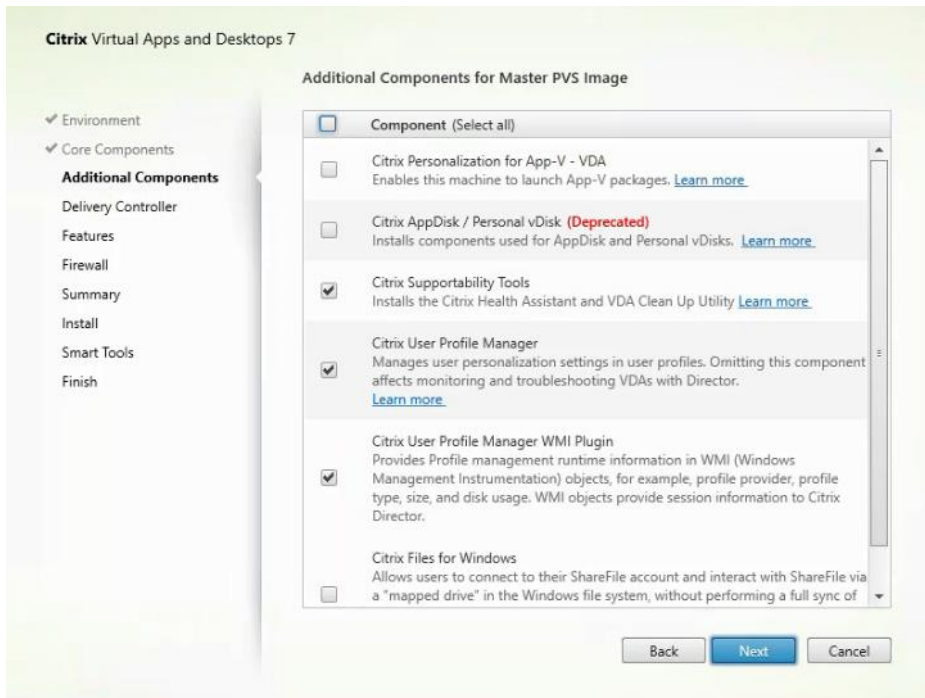 Citrix Virtual Apps and Desktops 7
Additional Components for Master PVS Image
Environment
Core Components
Additional Components
Delivery Controller
Features
Firewall
Summary
Install
Smart Tools
Finish
Component (Select all)
Citrix Personalization for App-V - VDA
Enables this machine to launch App-V packages. Learn more
Citrix AppDisk / Personal vDisk (Deprecated)
Installs components used for AppDisk and Personal vDisks. Learn more
Citrix Supportability Tools
Installs the Citrix Health Assistant and VDA Clean Up Utility Learn more
Citrix User Profile Manager
Manages user personalization settings in user profiles. Omitting this component
affects monitoring and troubleshooting VDAs with Director.
Learn more
Citrix User Profile Manager WMI Plugin
Provides Profile management runtime information in WMI (Windows
Management Instrumentation) objects, for example, profile provider, profile
type, size, and disk usage. WMI objects provide session information to Citrix
Director.
Citrix Files for Windows
Allows users to connect to their ShareFile account and interact with ShareFile via
a "mapped drive" in the Windows file system, without performing a full sync of
Back
Next
Cancel